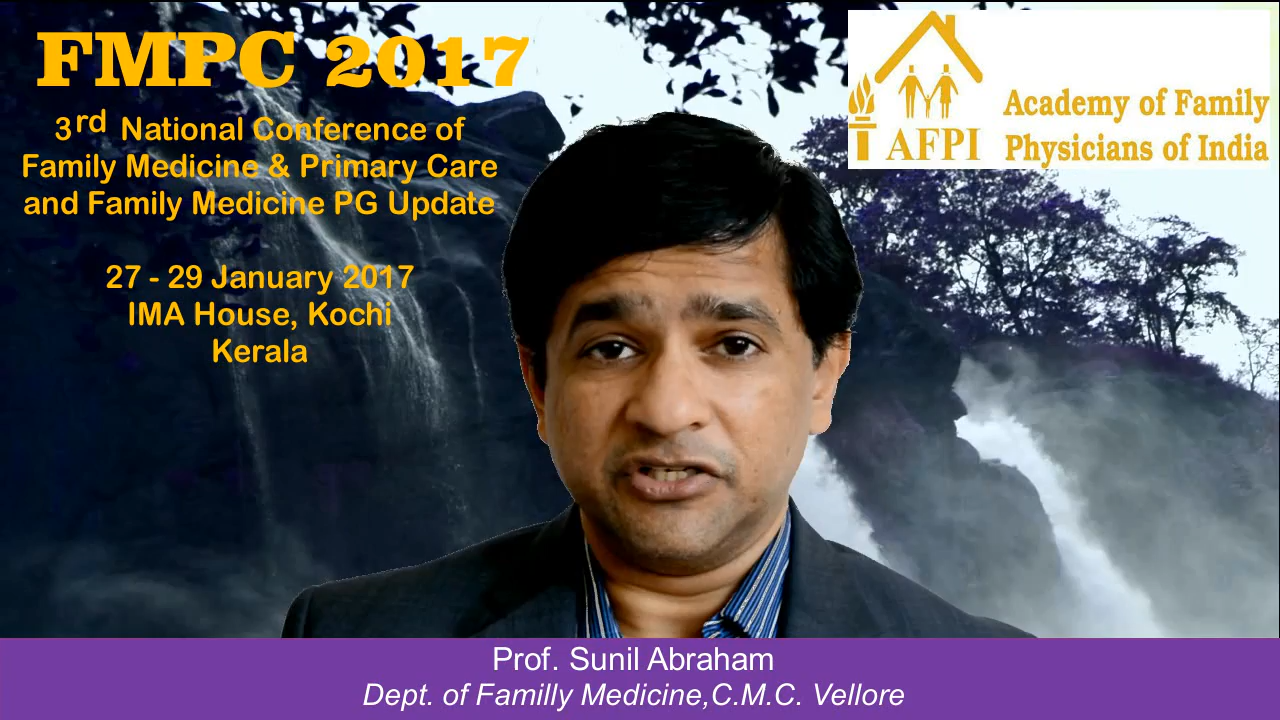 FMPC 2017
3rd National Conference of
Family Medicine & Primary Care
and Family Medicine PG Update
27 - 29 January 2017
IMA House, Kochi
Kerala
AFPI
Academy of Family
Physicians of India
Prof. Sunil Abraham
Dept. of Familly Medicine,C.M.C. Vellore